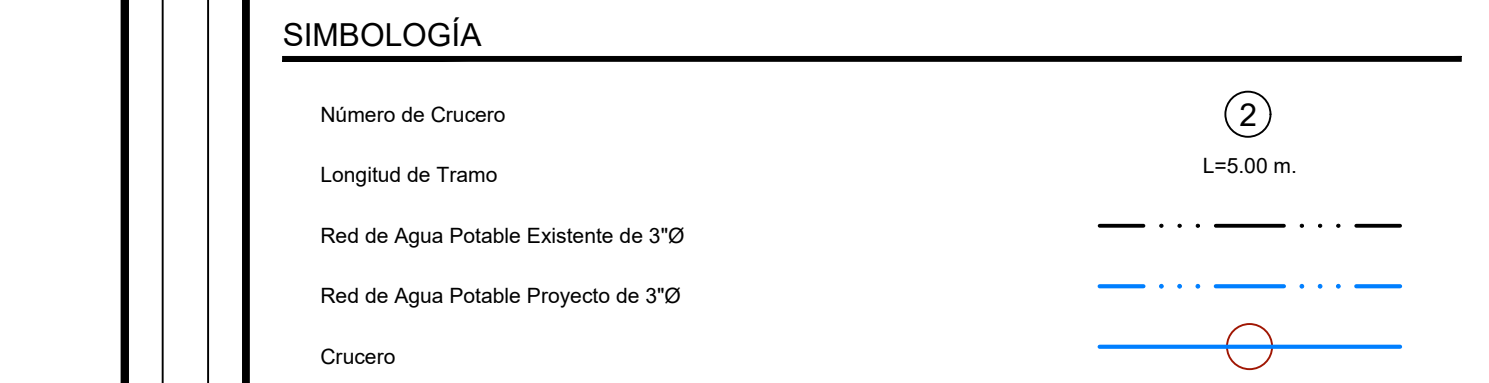 SIMBOLOGÍA
Número de Crucero
2
Longitud de Tramo
L=5.00 m.
Red de Agua Potable Existente de 3"Ø
Red de Agua Potable Proyecto de 3"Ø
Crucero